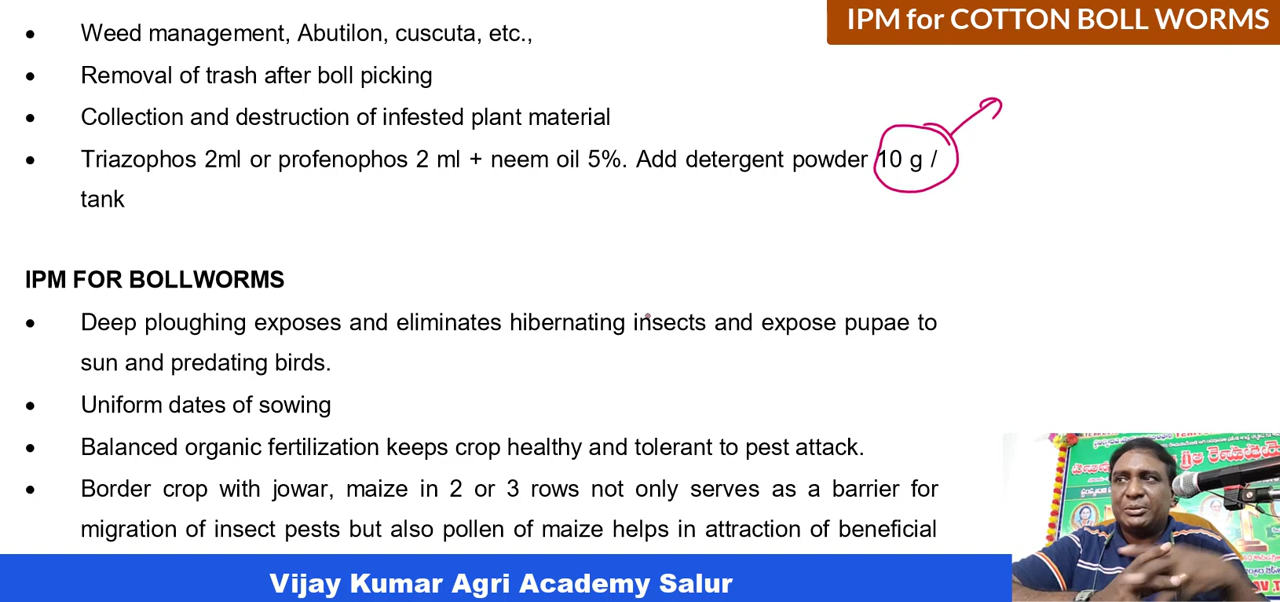 IPM for COTTON BOLL WORMS
• Weed management, Abutilon, cuscuta, etc.,
• Removal of trash after boll picking
• Collection and destruction of infested plant material
• Triazophos 2ml or profenophos 2 ml + neem oil 5%. Add detergent powder 10 g /
tank
IPM FOR BOLLWORMS
• Deep ploughing exposes and eliminates hibernating insects and expose pupae to
sun and predating birds.
• Uniform dates of sowing
• Balanced organic fertilization keeps crop healthy and tolerant to pest attack.
• Border crop with jowar, maize in 2 or 3 rows not only serves as a barrier for
migration of insect pests but also pollen of maize helps in attraction of beneficial
Vijay Kumar Agri Academy Salur